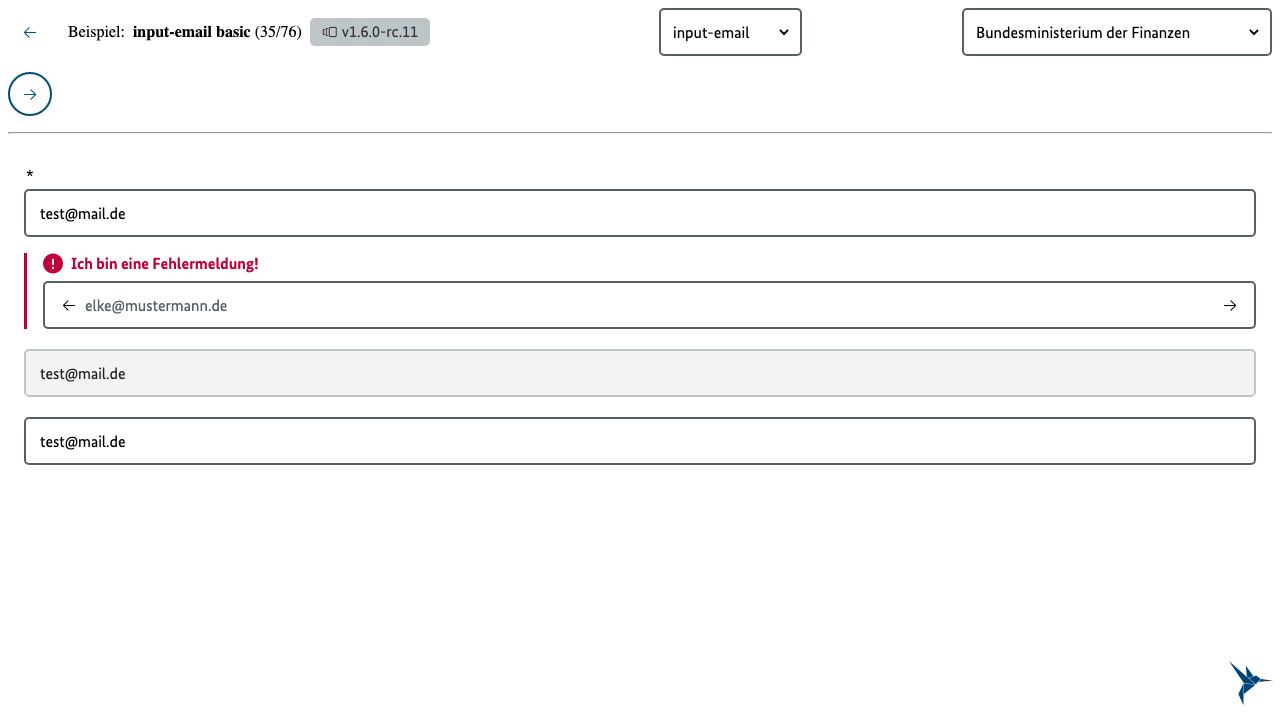 Beispiel: input-email basic (35/76) v1.6.0-rc.11 input-email Bundesministerium der Finanzen
*
test@mail.de
Ich bin eine Fehlermeldung!
elke@mustermann.de
test@mail.de
test@mail.de